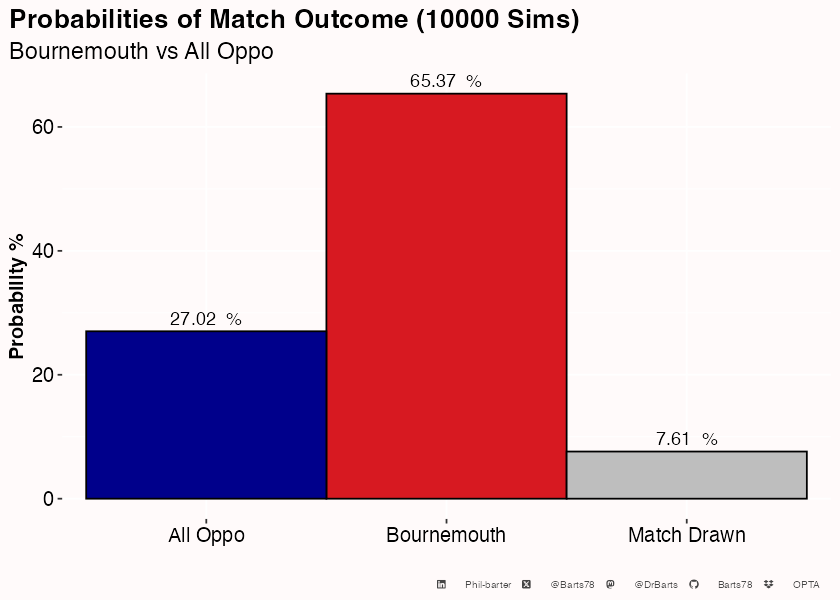 Probabilities of Match Outcome (10000 Sims)
Bournemouth vs All Oppo
65.37 %
60
40
27.02 %
20
7.61 %
0
Probability %
All Oppo Bournemouth Match Drawn
Phil-barter @Barts78 @DrBarts Barts78 OPTA